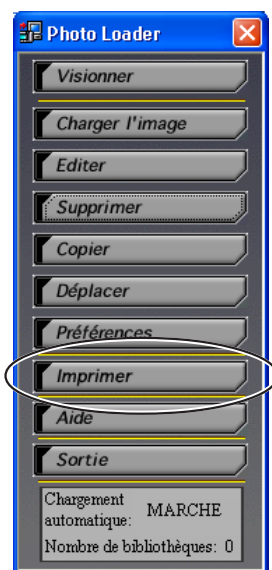 Photo Loader
Visionner
Charger l'image
Editer
Supprimer
Copier
Déplacer
Préférences
Imprimer
Aide
Sortie
Chargement
automatique: MARCHE
Nombre de bibliothèques: 0